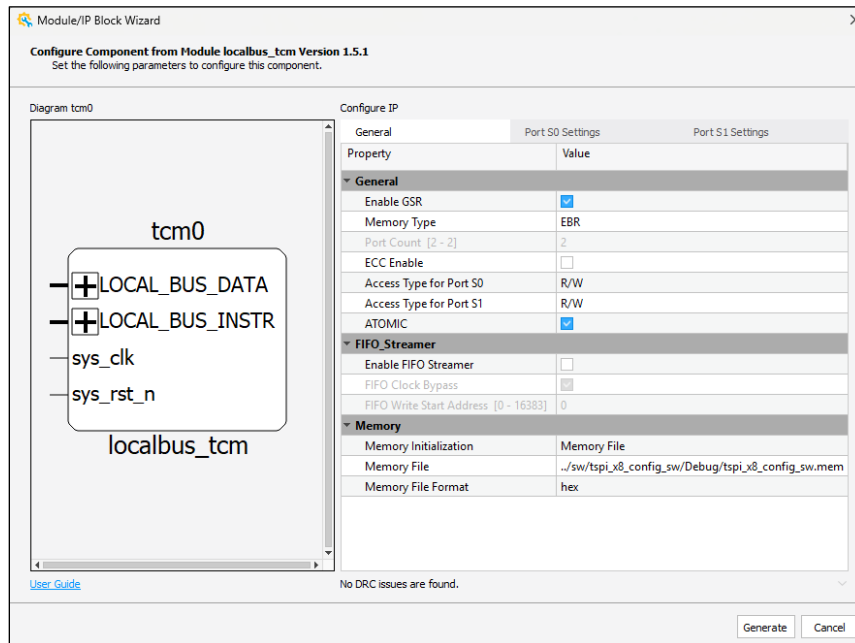 Module/IP Block Wizard
Configure Component from Module localbus_tcm Version 1.5.1
Set the following parameters to configure this component.
Diagram tcm0
Configure IP
General Port S0 Settings Port S1 Settings
Property Value
General
Enable GSR
Memory Type EBR
Port Count [2 - 2] 2
ECC Enable
Access Type for Port S0 R/W
Access Type for Port S1 R/W
ATOMIC
FIFO_Streamer
Enable FIFO Streamer
FIFO Clock Bypass
FIFO Write Start Address [0 - 16383] 0
Memory
Memory Initialization Memory File
Memory File ../sw/tspi_x8_config_sw/Debug/tspi_x8_config_sw.mem
Memory File Format hex
tcm0
LOCAL_BUS_DATA
LOCAL_BUS_INSTR
sys_clk
sys_rst_n
localbus_tcm
User Guide
No DRC issues are found.
Generate Cancel